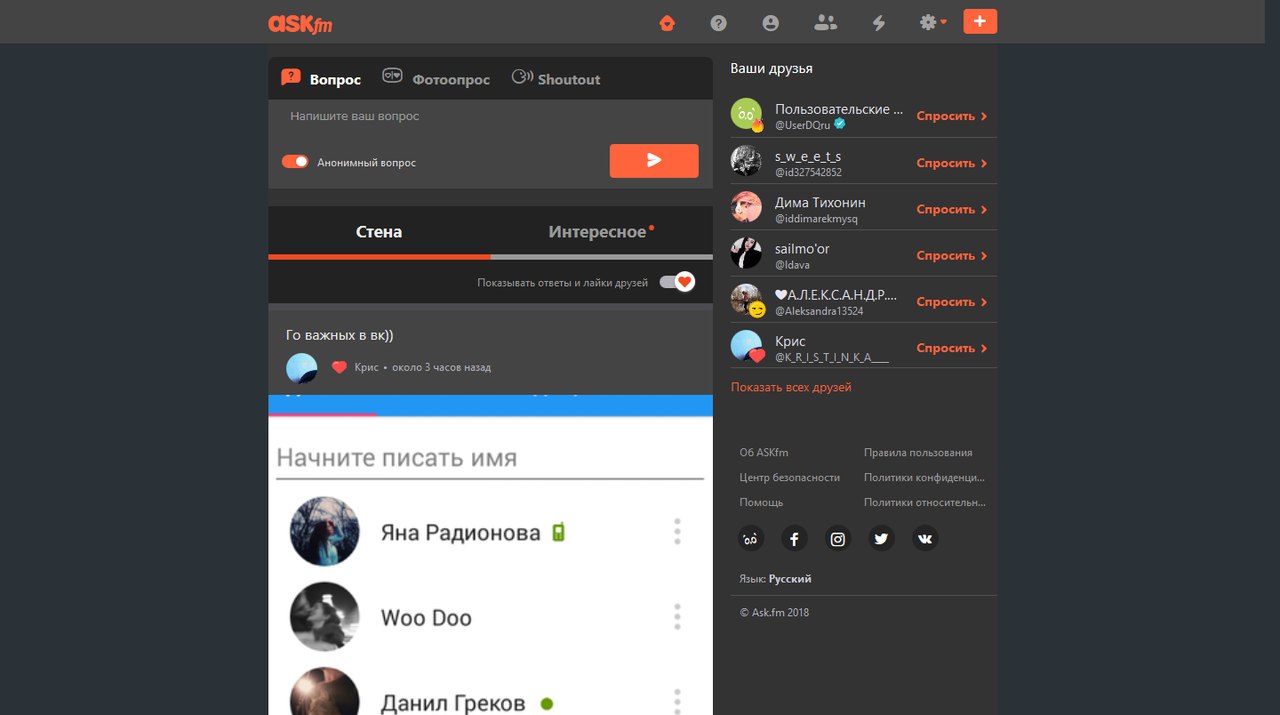 ASKfm
Вопрос
Фотоопрос
Shoutout
Напишите ваш вопрос
Анонимный вопрос
Стена
Интересное
Показывать ответы и лайки друзей
Го важных в вк))
Крис • около 3 часов назад
Начните писать имя
Яна Радионова
Woo Doo
Данил Греков
Ваши друзья
Пользовательские ...
@UserDQru
Спросить
s_w_e_e_t_s
@id327542852
Спросить
Дима Тихонин
@iddimarekmysq
Спросить
sailmo'or
@ldava
Спросить
🤍А.Л.Е.К.С.А.Н.Д.Р....
@Aleksandra13524
Спросить
Крис
@K_R_I_S_T_I_N_K_A___
Спросить
Показать всех друзей
Об ASKfm
Правила пользования
Центр безопасности
Политики конфиденци...
Помощь
Политики относительн...
Язык: Русский
© Ask.fm 2018